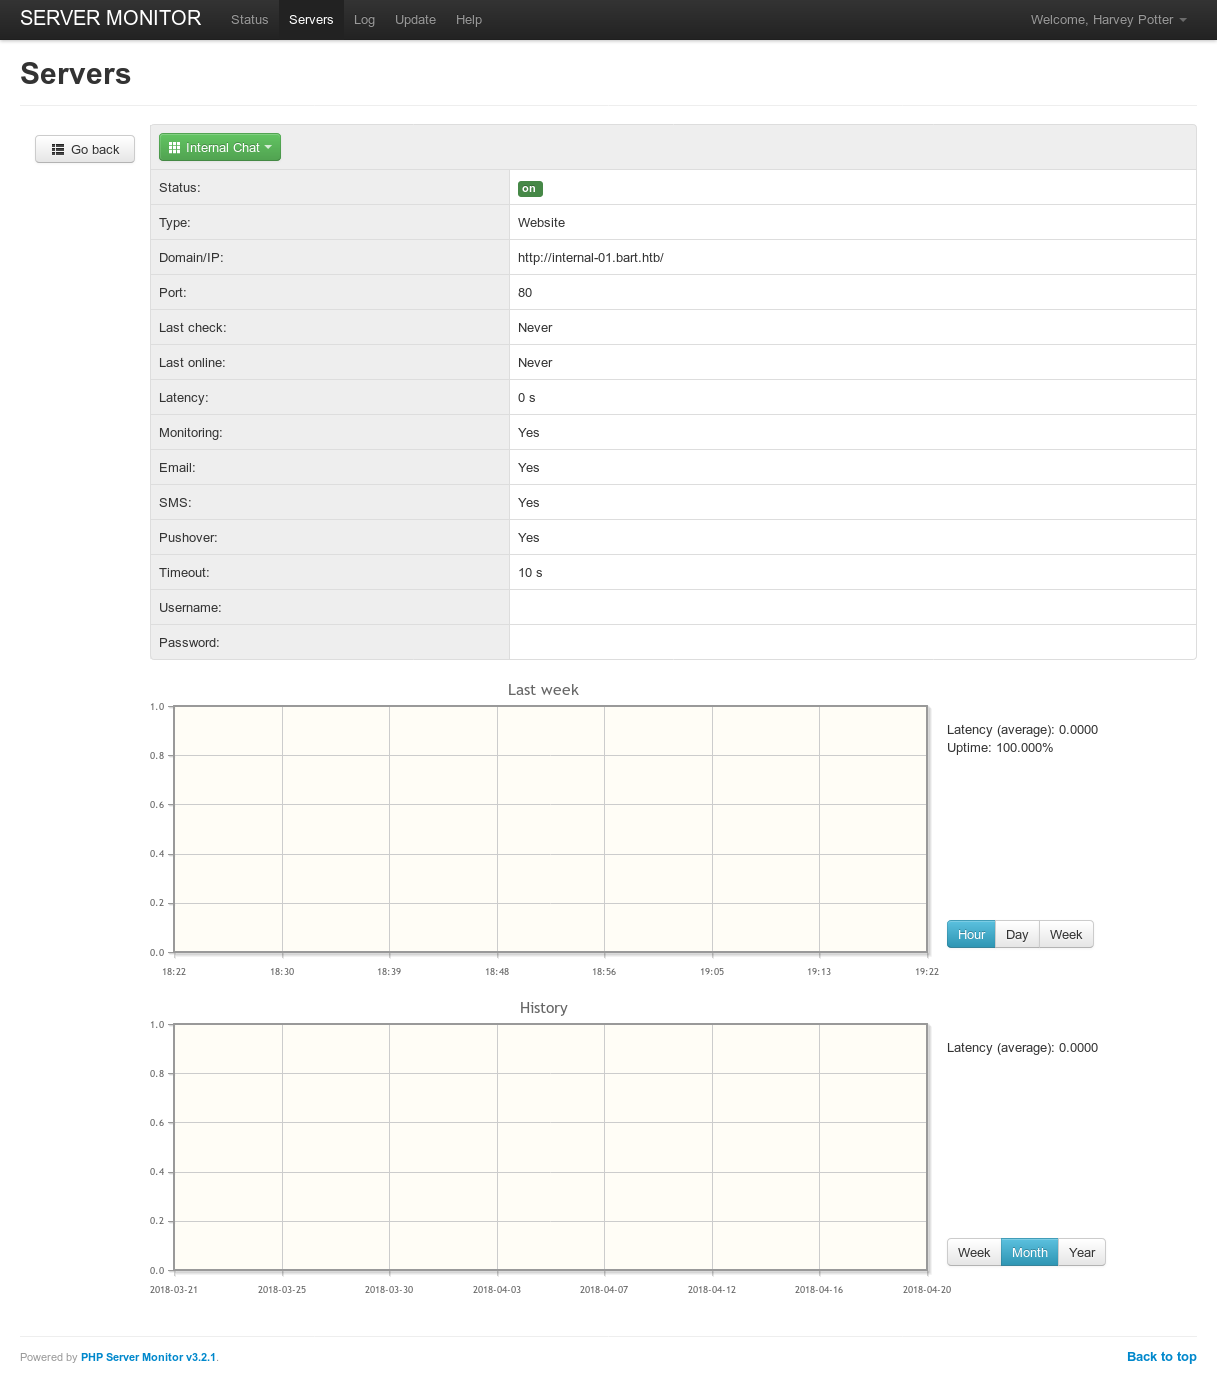 SERVER MONITOR Status Servers Log Update Help Welcome, Harvey Potter
Servers
Go back
Internal Chat
Status: on
Type: Website
Domain/IP: http://internal-01.bart.htb/
Port: 80
Last check: Never
Last online: Never
Latency: 0 s
Monitoring: Yes
Email: Yes
SMS: Yes
Pushover: Yes
Timeout: 10 s
Username:
Password:
Last week
1.0
0.8
0.6
0.4
0.2
0.0
18:22 18:30 18:39 18:48 18:56 19:05 19:13 19:22
Latency (average): 0.0000
Uptime: 100.000%
Hour Day Week
History
1.0
0.8
0.6
0.4
0.2
0.0
2018-03-21 2018-03-25 2018-03-30 2018-04-03 2018-04-07 2018-04-12 2018-04-16 2018-04-20
Latency (average): 0.0000
Week Month Year
Powered by PHP Server Monitor v3.2.1. Back to top